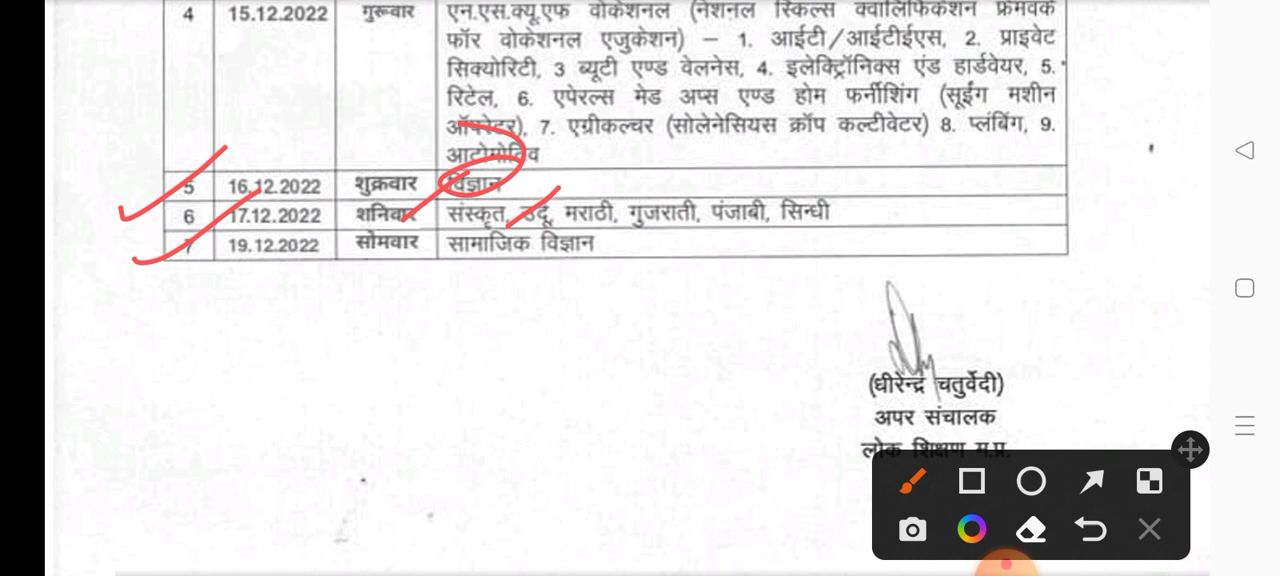 4 15.12.2022 गुरूवार एन.एस.क्यू.एफ वोकेशनल (नेशनल स्किल्स क्वालिफिकेशन फ्रेमवर्क
फॉर वोकेशनल एजुकेशन) – 1. आईटी/आईटीईएस, 2. प्राइवेट
सिक्योरिटी, 3 ब्यूटी एण्ड वेलनेस, 4. इलेक्ट्रॉनिक्स एंड हार्डवेयर, 5.
रिटेल, 6. एपेरल्स मेड अप्स एण्ड होम फर्नीशिंग (सूईंग मशीन
ऑपरेटर), 7. एग्रीकल्चर (सोलेनेसियस क्रॉप कल्टीवेटर) 8. प्लंबिंग, 9.
आटोमोटिव
5 16.12.2022 शुक्रवार विज्ञान
6 17.12.2022 शनिवार संस्कृत, उर्दू, मराठी, गुजराती, पंजाबी, सिन्धी
7 19.12.2022 सोमवार सामाजिक विज्ञान
(धीरेन्द्र चतुर्वेदी)
अपर संचालक
लोक शिक्षण म.प्र.